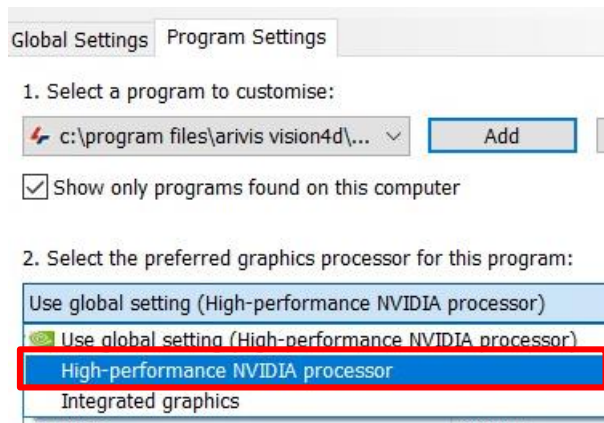 Global Settings Program Settings
1. Select a program to customise:
c:\program files\arivis vision4d\... Add
Show only programs found on this computer
2. Select the preferred graphics processor for this program:
Use global setting (High-performance NVIDIA processor)
Use global setting (High-performance NVIDIA processor)
High-performance NVIDIA processor
Integrated graphics